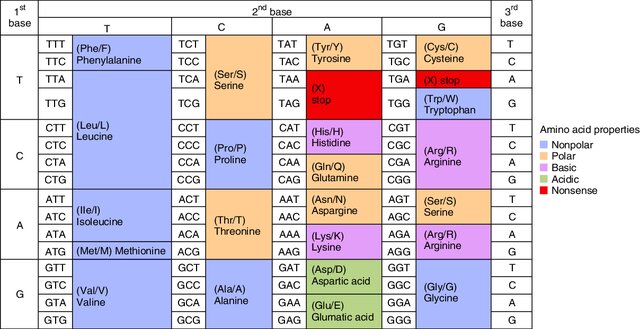 1st base 2nd base 3rd base
T C A G
T
TTT (Phe/F) Phenylalanine TCT (Ser/S) Serine TAT (Tyr/Y) Tyrosine TGT (Cys/C) Cysteine T
TTC TCC TAC TGC C
TTA (Leu/L) Leucine TCA TAA (X) stop TGA (X) stop A
TTG TCG TAG TGG (Trp/W) Tryptophan G
C
CTT CCT (Pro/P) Proline CAT (His/H) Histidine CGT (Arg/R) Arginine T
CTC CCC CAC CGC C
CTA CCA CAA (Gln/Q) Glutamine CGA A
CTG CCG CAG CGG G
A
ATT (Ile/I) Isoleucine ACT (Thr/T) Threonine AAT (Asn/N) Aspargine AGT (Ser/S) Serine T
ATC ACC AAC AGC C
ATA ACA AAA (Lys/K) Lysine AGA (Arg/R) Arginine A
ATG (Met/M) Methionine ACG AAG AGG G
G
GTT (Val/V) Valine GCT (Ala/A) Alanine GAT (Asp/D) Aspartic acid GGT (Gly/G) Glycine T
GTC GCC GAC GGC C
GTA GCA GAA (Glu/E) Glumatic acid GGA A
GTG GCG GAG GGG G
Amino acid properties
Nonpolar
Polar
Basic
Acidic
Nonsense